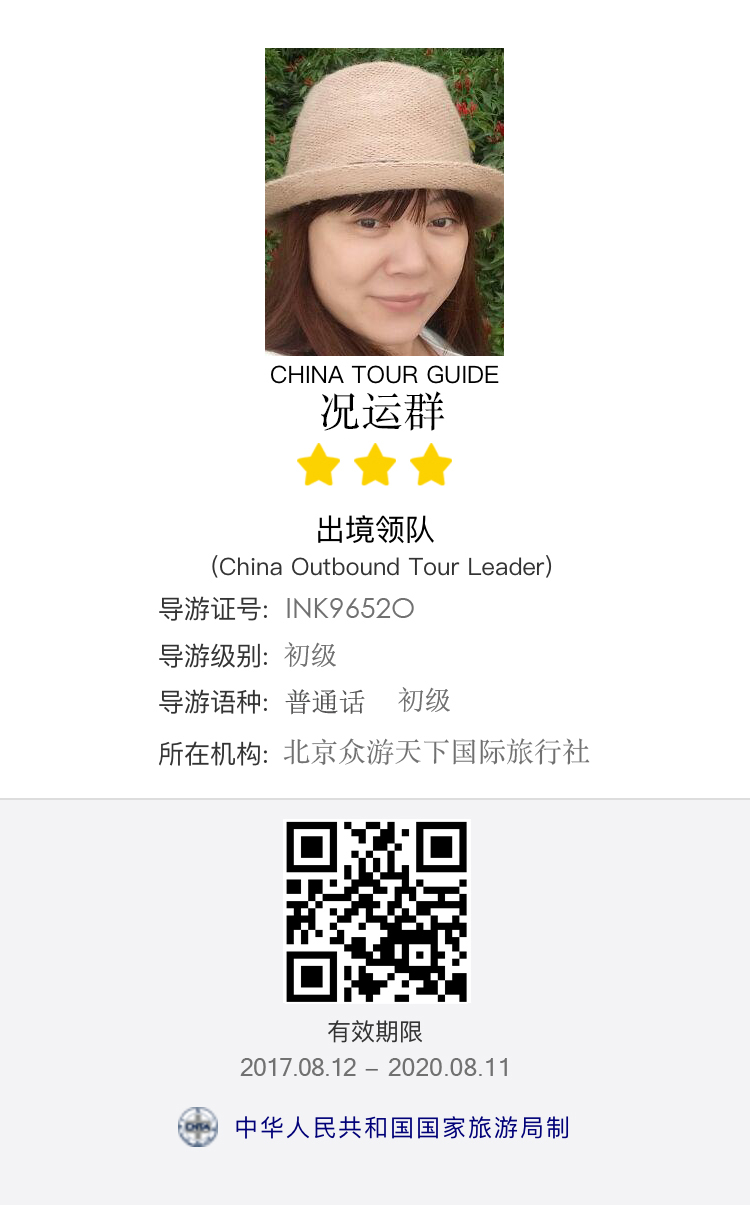 CHINA TOUR GUIDE
况运群
出境领队
(China Outbound Tour Leader)
导游证号: INK9652O
导游级别: 初级
导游语种: 普通话 初级
所在机构: 北京众游天下国际旅行社
有效期限
2017.08.12 – 2020.08.11
CNTA 中华人民共和国国家旅游局制